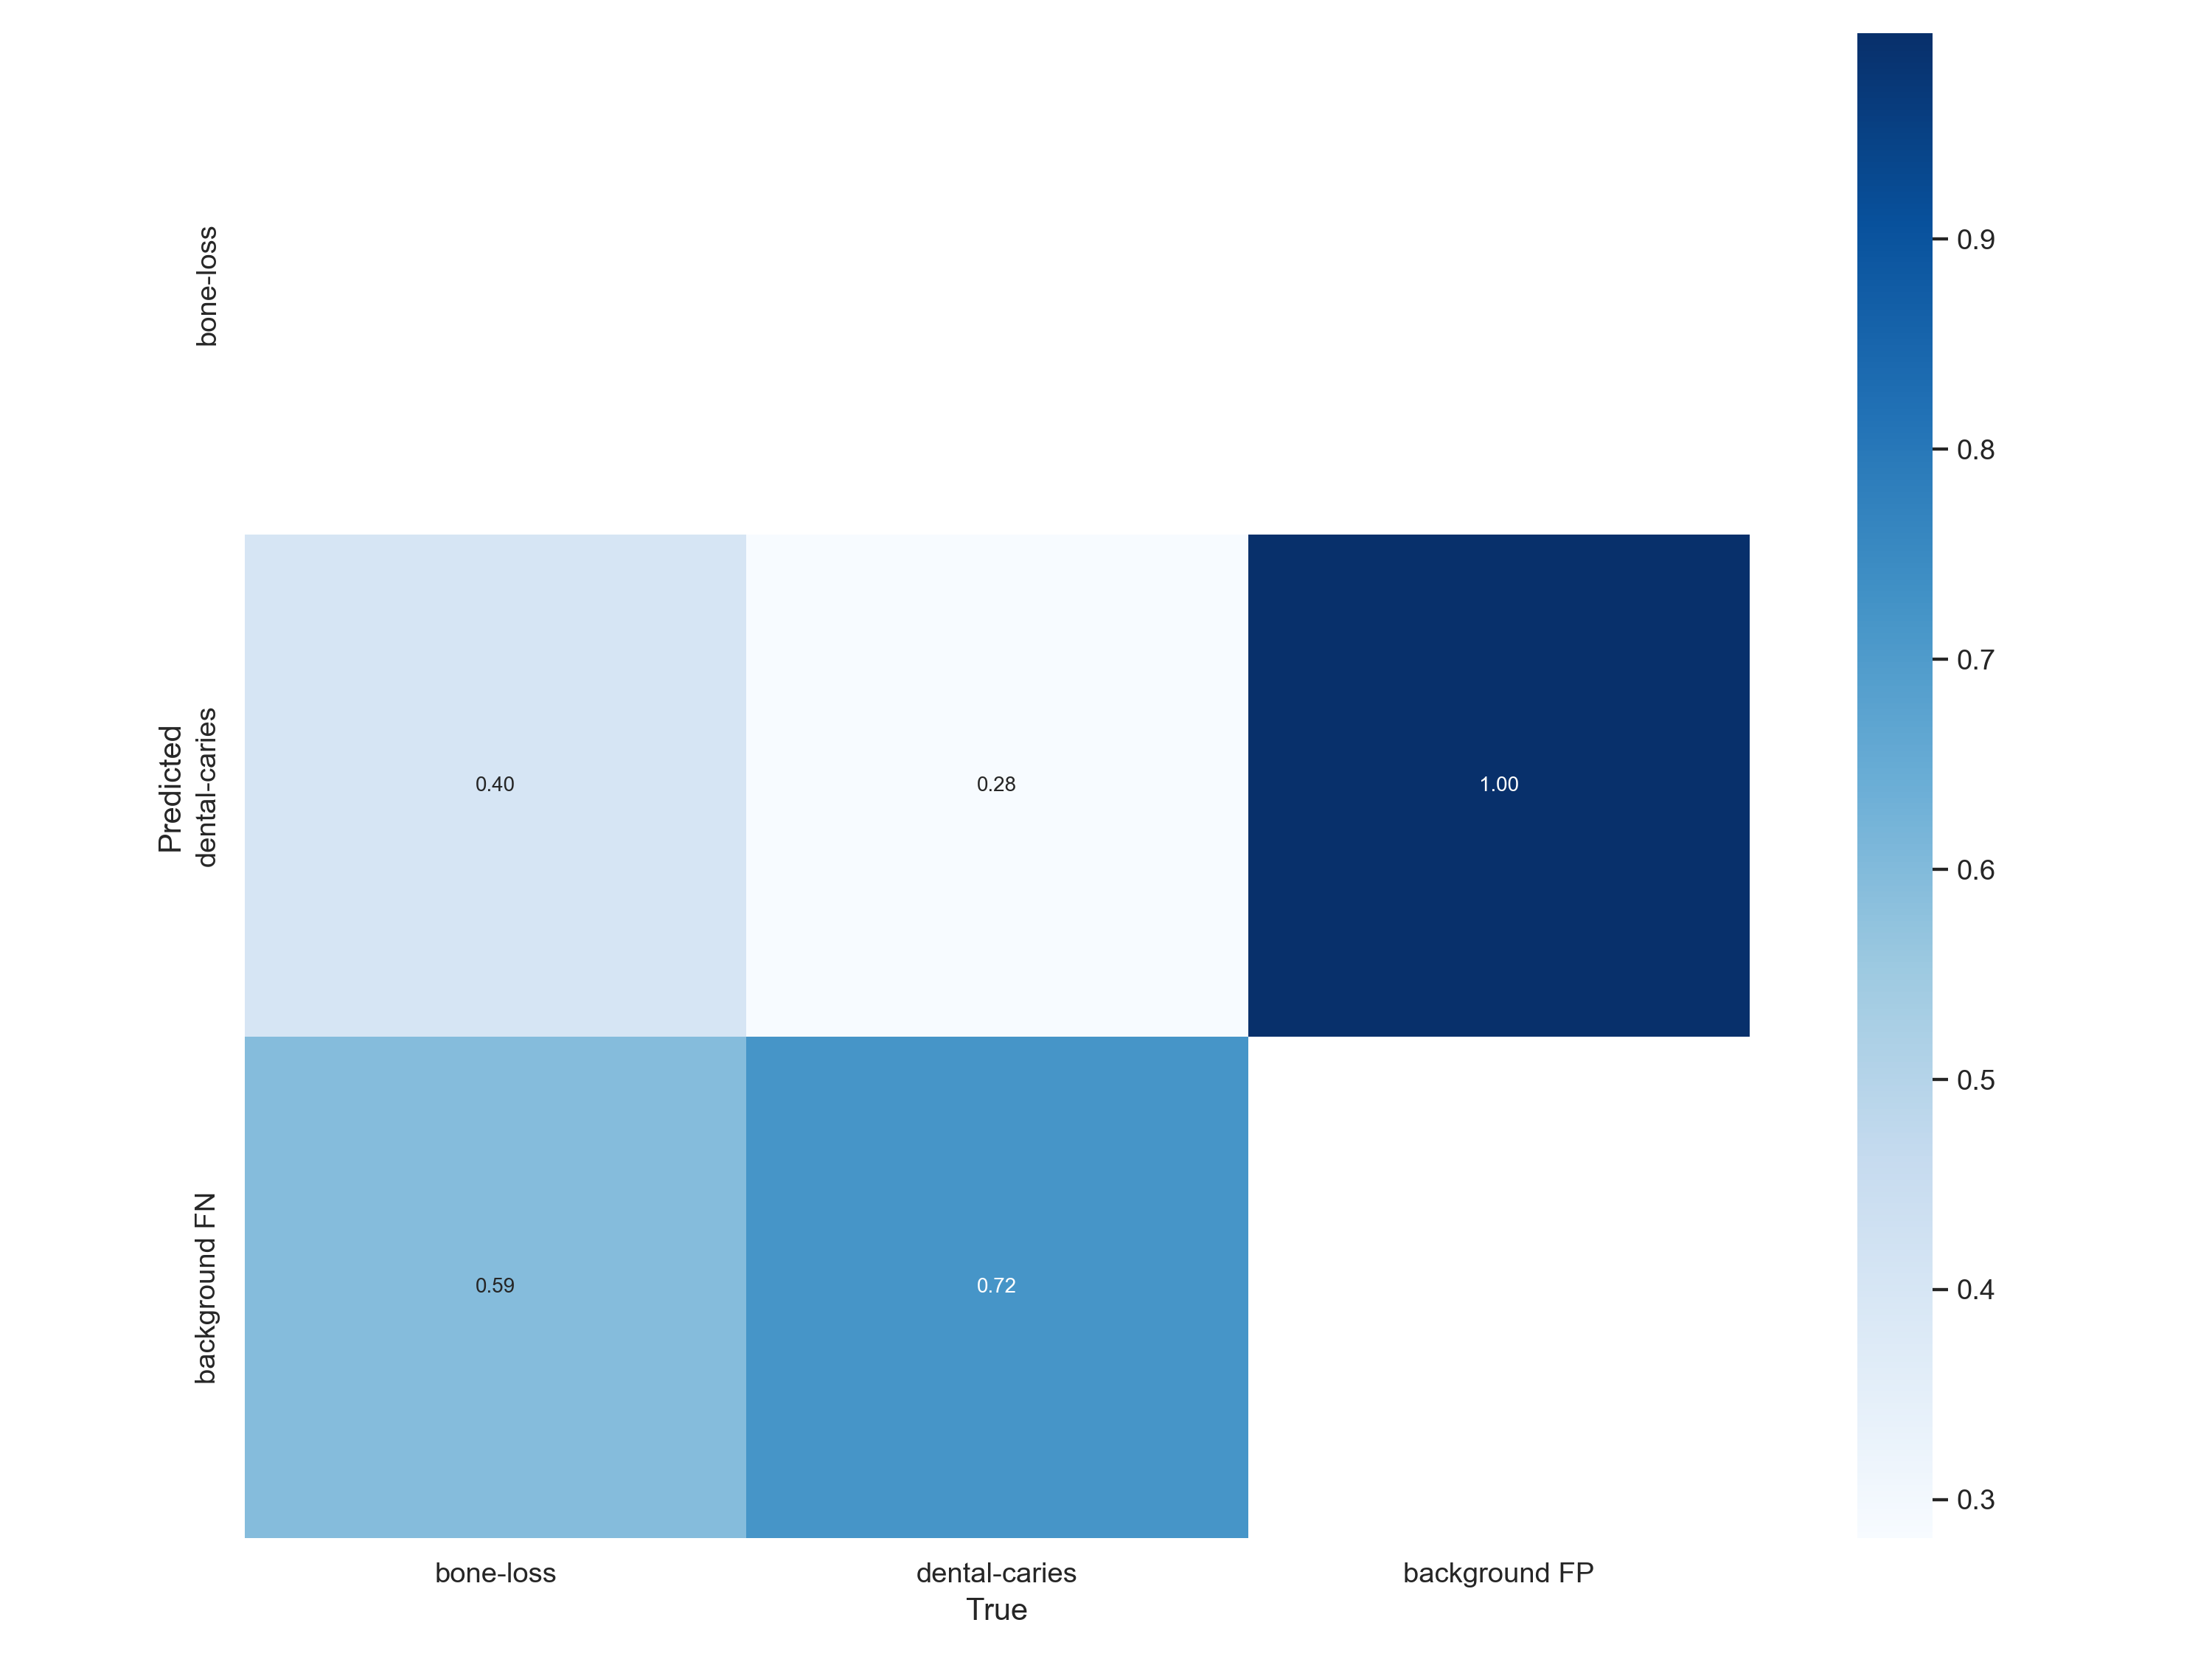 bone-loss
Predicted
dental-caries
0.40 0.28 1.00
background FN
0.59 0.72
bone-loss dental-caries background FP
True
0.9
0.8
0.7
0.6
0.5
0.4
0.3